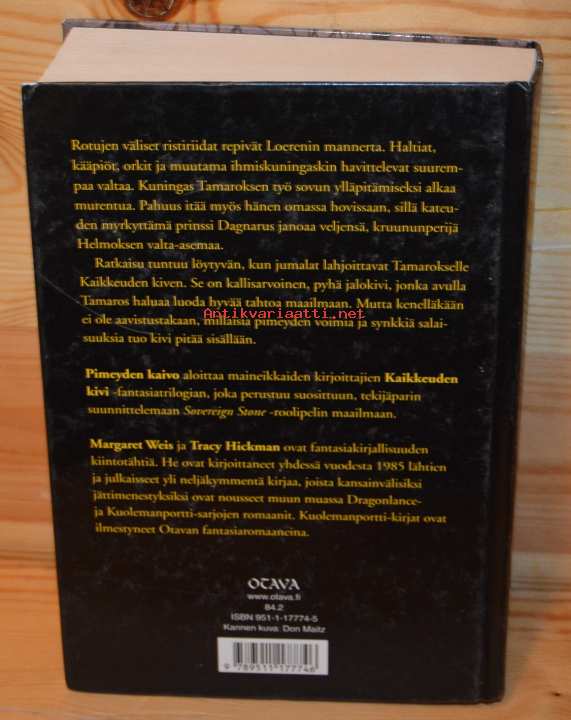 Rotujen väliset ristiriidat repivät Loerenin mannerta. Haltiat,
kääpiöt, orkit ja muutama ihmiskuningaskin havittelevat suurem-
paa valtaa. Kuningas Tamaroksen työ sovun ylläpitämiseksi alkaa
murentua. Pahuus itää myös hänen omassa hovissaan, sillä kateu-
den myrkyttämä prinssi Dagnarus janoaa veljensä, kruununperijä
Helmoksen valta-asemaa.
Ratkaisu tuntuu löytyvän, kun jumalat lahjoittavat Tamarokselle
Kaikkeuden kiven. Se on kallisarvoinen, pyhä jalokivi, jonka avulla
Tamaros haluaa luoda hyvää tahtoa maailmaan. Mutta kenelläkään
Antikvariaatti.net
ei ole aavistustakaan, millaisia pimeyden voimia ja synkkiä salai-
suuksia tuo kivi pitää sisällään.
Pimeyden kaivo aloittaa maineikkaiden kirjoittajien Kaikkeuden
kivi -fantasiatrilogian, joka perustuu suosittuun, tekijäparin
suunnittelemaan Sovereign Stone -roolipelin maailmaan.
Margaret Weis ja Tracy Hickman ovat fantasiakirjallisuuden
kiintotähtiä. He ovat kirjoittaneet yhdessä vuodesta 1985 lähtien
ja julkaisseet yli neljäkymmentä kirjaa, joista kansainvälisiksi
jättimenestyksiksi ovat nousseet muun muassa Dragonlance-
ja Kuolemanportti-sarjojen romaanit. Kuolemanportti-kirjat ovat
ilmestyneet Otavan fantasiaromaaneina.
OTAVA
www.otava.fi
84.2
ISBN 951-1-17774-5
Kannen kuva: Don Maitz
9 789511 177746